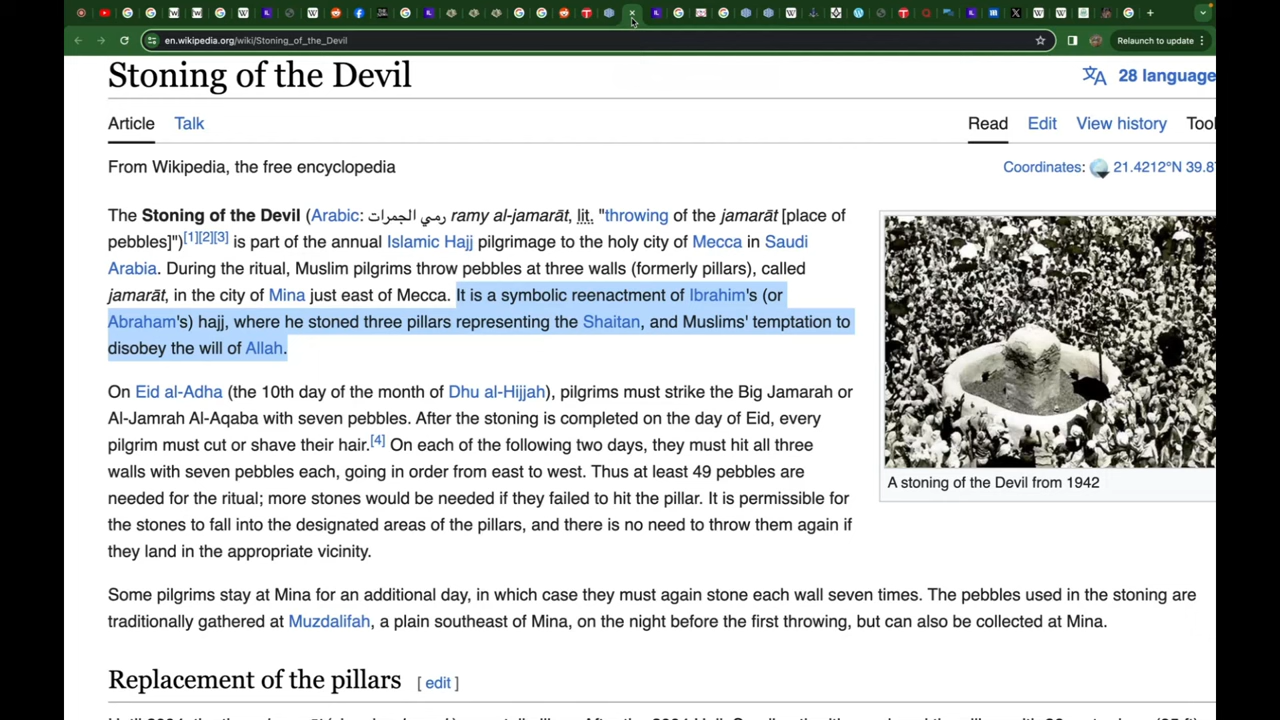 en.wikipedia.org/wiki/Stoning_of_the_Devil
Relaunch to update
Stoning of the Devil
28 language
Article Talk
Read Edit View history Tool
From Wikipedia, the free encyclopedia
Coordinates: 21.4212°N 39.8
The Stoning of the Devil (Arabic: رمي الجمرات ramy al-jamarāt, lit. "throwing of the jamarāt [place of
pebbles]")[1][2][3] is part of the annual Islamic Hajj pilgrimage to the holy city of Mecca in Saudi
Arabia. During the ritual, Muslim pilgrims throw pebbles at three walls (formerly pillars), called
jamarāt, in the city of Mina just east of Mecca. It is a symbolic reenactment of Ibrahim's (or
Abraham's) hajj, where he stoned three pillars representing the Shaitan, and Muslims' temptation to
disobey the will of Allah.
A stoning of the Devil from 1942
On Eid al-Adha (the 10th day of the month of Dhu al-Hijjah), pilgrims must strike the Big Jamarah or
Al-Jamrah Al-Aqaba with seven pebbles. After the stoning is completed on the day of Eid, every
pilgrim must cut or shave their hair.[4] On each of the following two days, they must hit all three
walls with seven pebbles each, going in order from east to west. Thus at least 49 pebbles are
needed for the ritual; more stones would be needed if they failed to hit the pillar. It is permissible for
the stones to fall into the designated areas of the pillars, and there is no need to throw them again if
they land in the appropriate vicinity.
Some pilgrims stay at Mina for an additional day, in which case they must again stone each wall seven times. The pebbles used in the stoning are
traditionally gathered at Muzdalifah, a plain southeast of Mina, on the night before the first throwing, but can also be collected at Mina.
Replacement of the pillars [ edit ]